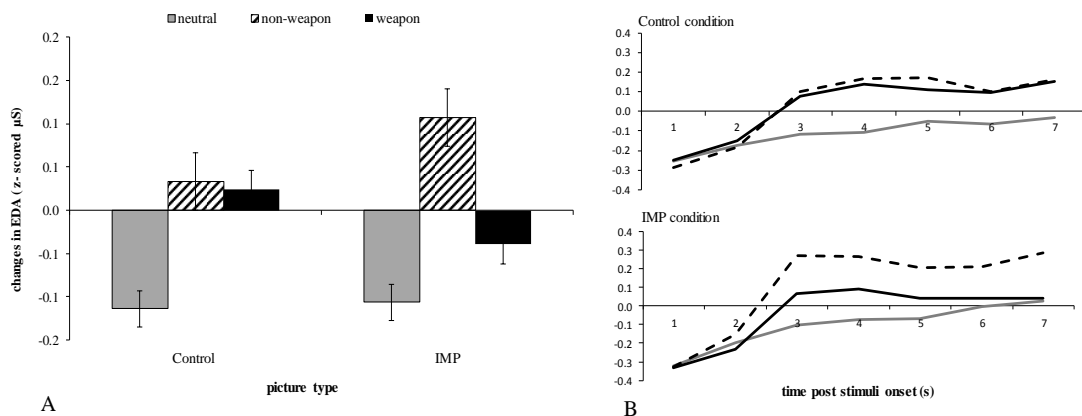 neutral non-weapon weapon
changes in EDA ( z- scored µS)
0.2
0.2
0.1
0.1
0.0
-0.1
-0.1
-0.2
Control IMP
picture type
A
Control condition
0.4
0.3
0.2
0.1
0.0
-0.1
-0.2
-0.3
-0.4
1 2 3 4 5 6 7
IMP condition
0.4
0.3
0.2
0.1
0.0
-0.1
-0.2
-0.3
-0.4
1 2 3 4 5 6 7
time post stimuli onset (s)
B